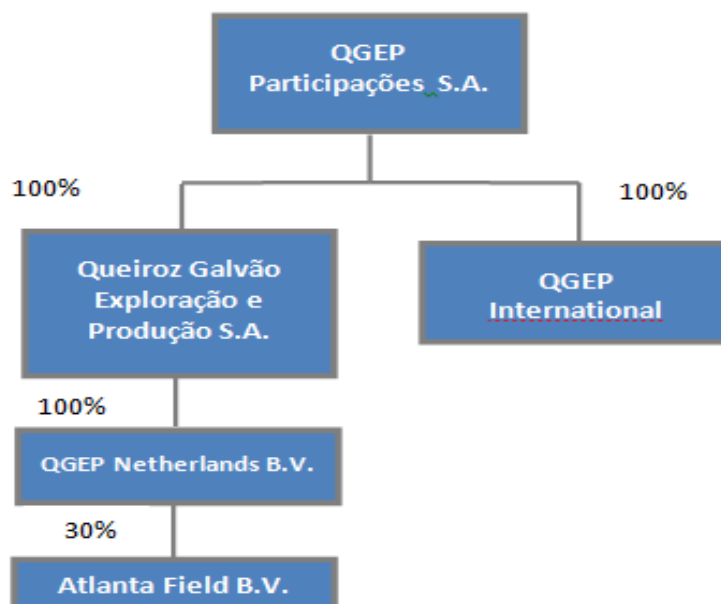 QGEP
Participações S.A.
100%
100%
Queiroz Galvão
Exploração e
Produção S.A.
QGEP
International
100%
QGEP Netherlands B.V.
30%
Atlanta Field B.V.